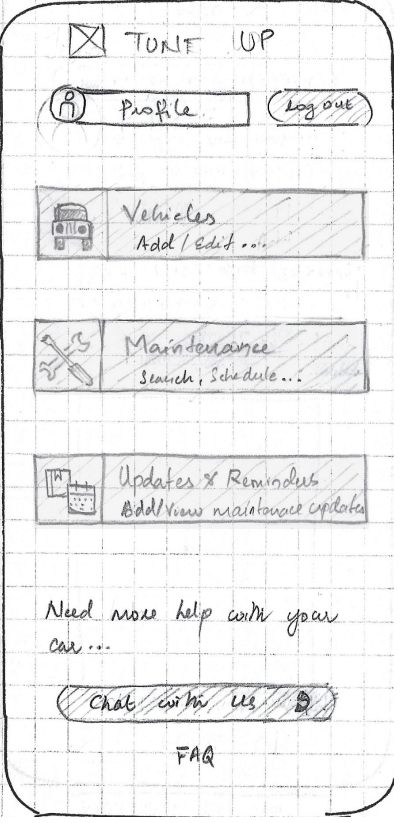 TUNE UP
Profile
Log out
Vehicles
Add / Edit ...
Maintenance
Search, Schedule...
Updates & Reminders
Add/View maintenace updates
Need more help with your
car...
Chat with us
FAQ